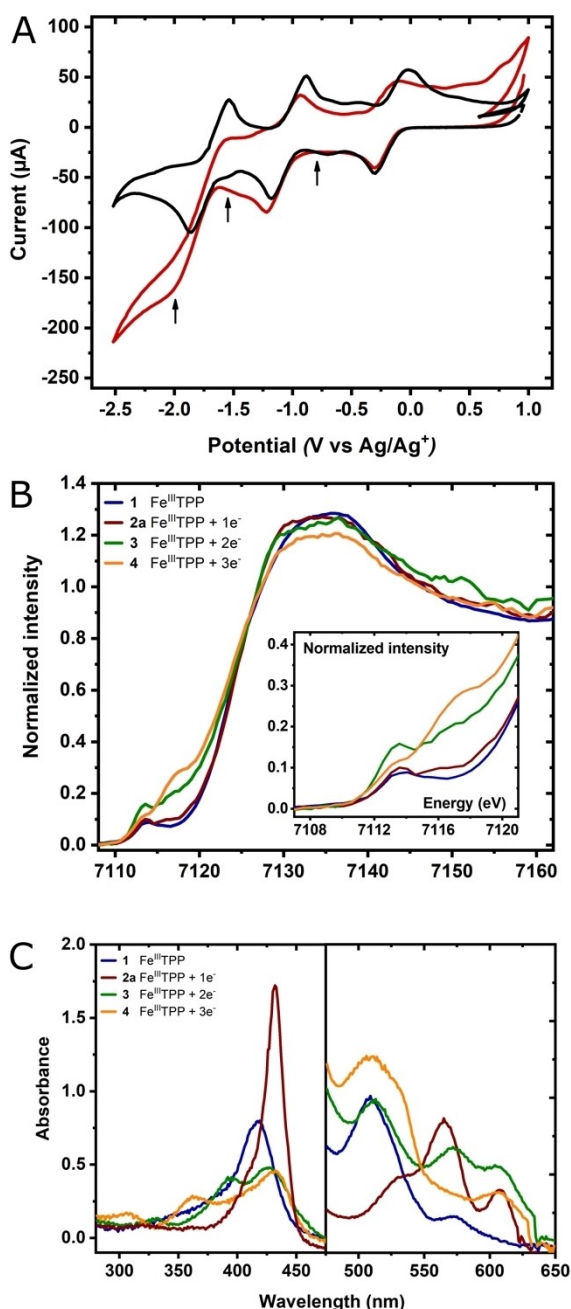 A
100
50
0
-50
-100
-150
-200
-250
Current (µA)
-2.5 -2.0 -1.5 -1.0 -0.5 0.0 0.5 1.0
Potential (V vs Ag/Ag⁺)
B
1.4
1.2
1.0
0.8
0.6
0.4
0.2
0.0
Normalized intensity
1 FeᴵᴵᴵTPP
2a FeᴵᴵᴵTPP + 1e⁻
3 FeᴵᴵᴵTPP + 2e⁻
4 FeᴵᴵᴵTPP + 3e⁻
0.4
0.3
0.2
0.1
0.0
Normalized intensity
Energy (eV)
7108 7112 7116 7120
7110 7120 7130 7140 7150 7160
C
2.0
1.5
1.0
0.5
0.0
Absorbance
1 FeᴵᴵᴵTPP
2a FeᴵᴵᴵTPP + 1e⁻
3 FeᴵᴵᴵTPP + 2e⁻
4 FeᴵᴵᴵTPP + 3e⁻
300 350 400 450 500 550 600 650
Wavelength (nm)